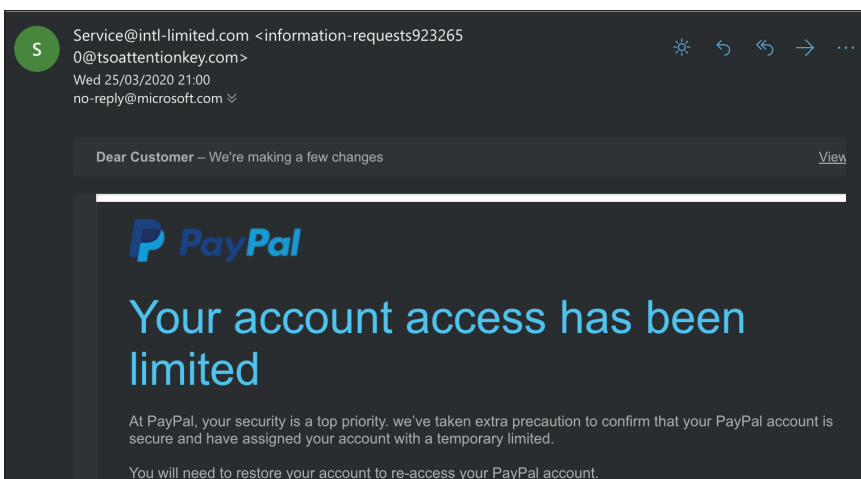 S
Service@intl-limited.com <information-requests923265
0@tsoattentionkey.com>
Wed 25/03/2020 21:00
no-reply@microsoft.com
Dear Customer – We're making a few changes
View
PayPal
Your account access has been
limited
At PayPal, your security is a top priority. we've taken extra precaution to confirm that your PayPal account is
secure and have assigned your account with a temporary limited.
You will need to restore your account to re-access your PayPal account.